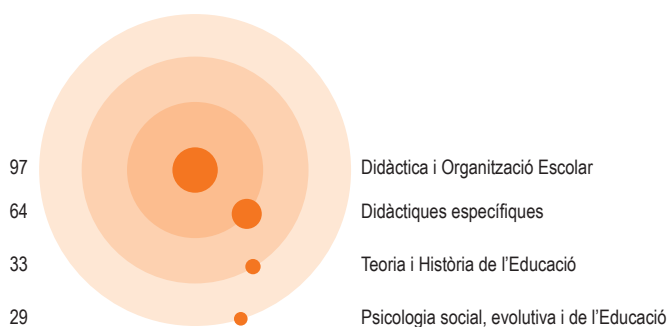 97 Didàctica i Organització Escolar
64 Didàctiques específiques
33 Teoria i Història de l’Educació
29 Psicologia social, evolutiva i de l’Educació